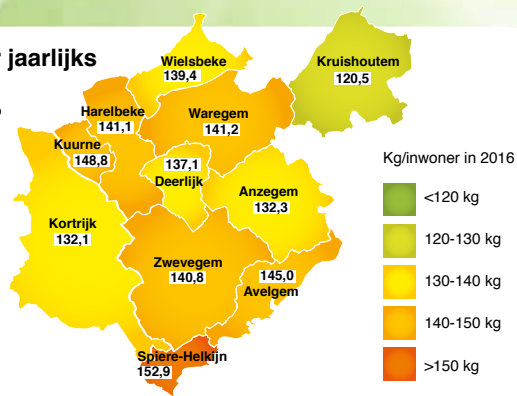 jaarlijks
Wielsbeke
139,4
Kruishoutem
120,5
Harelbeke
141,1
Waregem
141,2
Kuurne
148,8
137,1
Deerlijk
Anzegem
132,3
Kortrijk
132,1
Zwevegem
140,8
145,0
Avelgem
Spiere-Helkijn
152,9
Kg/inwoner in 2016
<120 kg
120-130 kg
130-140 kg
140-150 kg
>150 kg